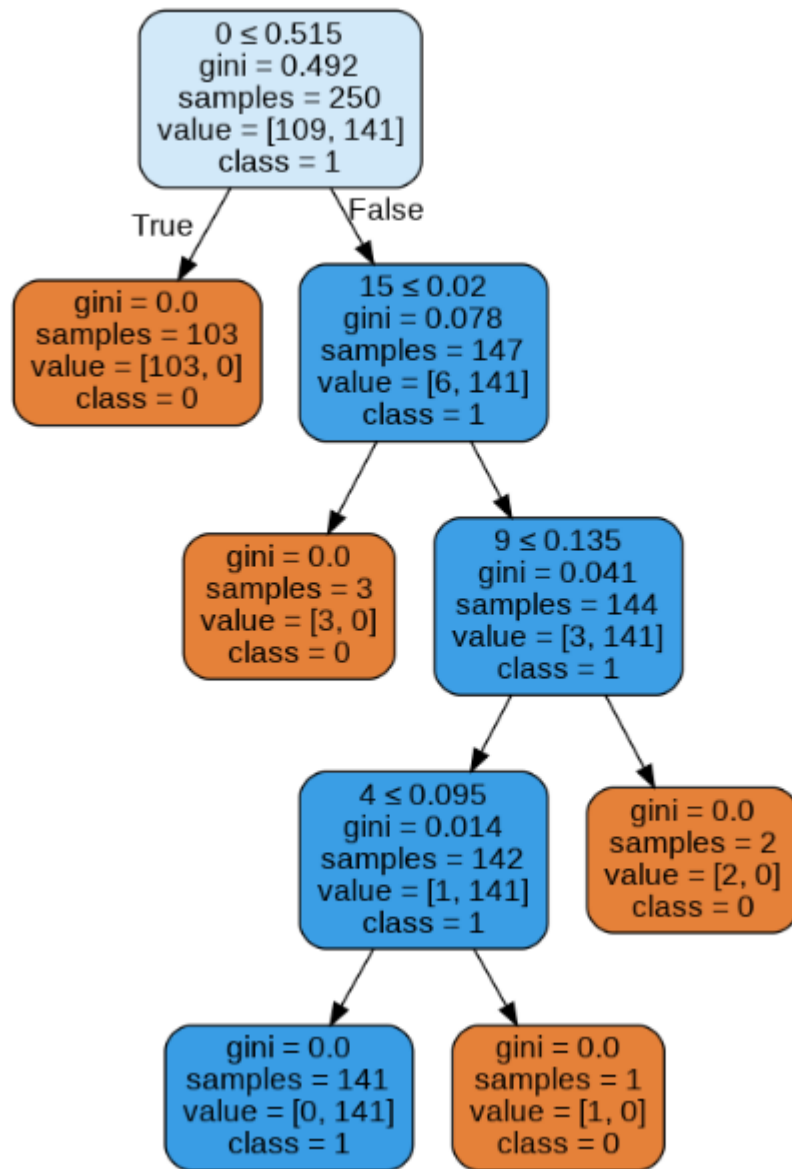 0 ≤ 0.515
gini = 0.492
samples = 250
value = [109, 141]
class = 1
True
False
gini = 0.0
samples = 103
value = [103, 0]
class = 0
15 ≤ 0.02
gini = 0.078
samples = 147
value = [6, 141]
class = 1
gini = 0.0
samples = 3
value = [3, 0]
class = 0
9 ≤ 0.135
gini = 0.041
samples = 144
value = [3, 141]
class = 1
4 ≤ 0.095
gini = 0.014
samples = 142
value = [1, 141]
class = 1
gini = 0.0
samples = 2
value = [2, 0]
class = 0
gini = 0.0
samples = 141
value = [0, 141]
class = 1
gini = 0.0
samples = 1
value = [1, 0]
class = 0